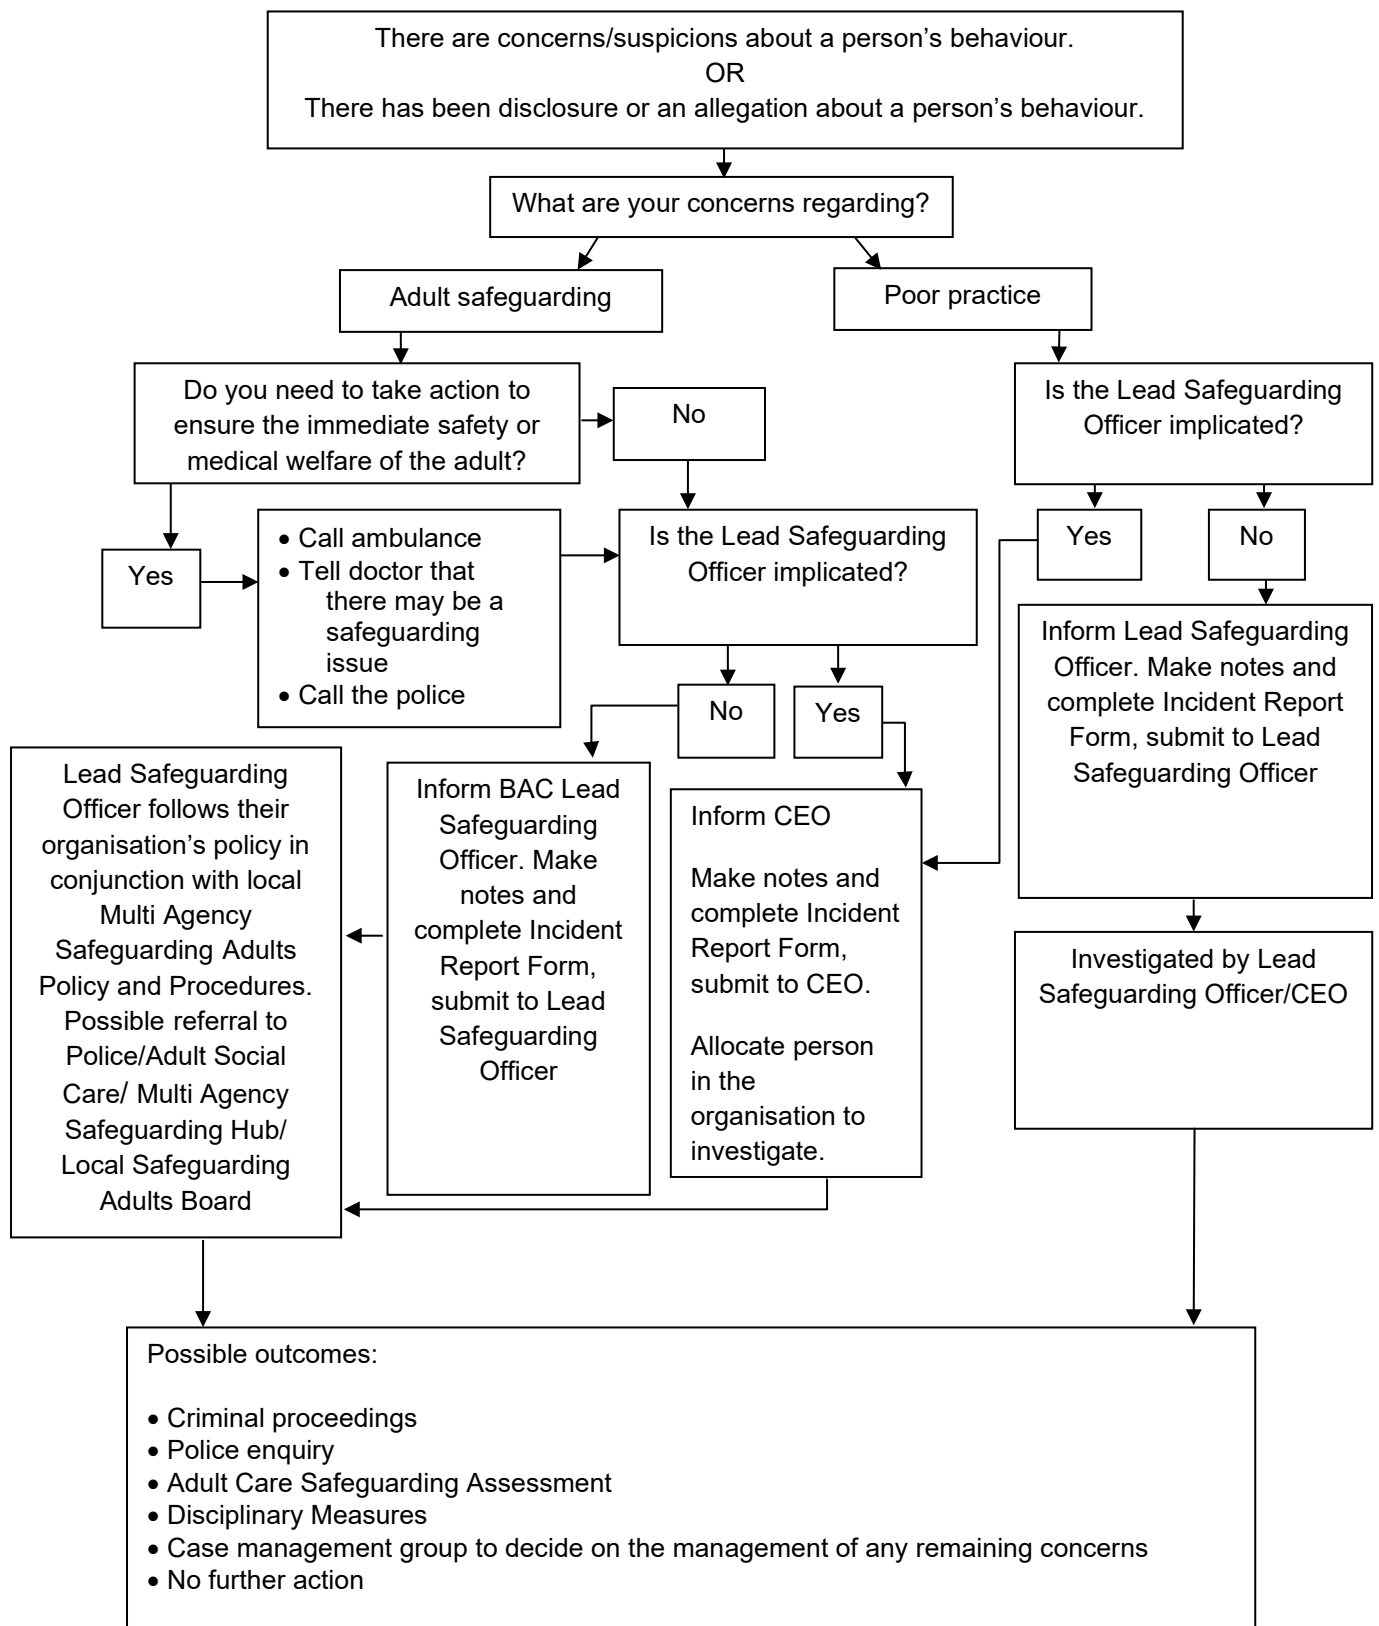 There are concerns/suspicions about a person’s behaviour.
OR
There has been disclosure or an allegation about a person’s behaviour.
What are your concerns regarding?
Adult safeguarding
Poor practice
Do you need to take action to
ensure the immediate safety or
medical welfare of the adult?
No
Is the Lead Safeguarding
Officer implicated?
Yes
• Call ambulance
• Tell doctor that
there may be a
safeguarding
issue
• Call the police
Is the Lead Safeguarding
Officer implicated?
Yes
No
No
Yes
Inform Lead Safeguarding
Officer. Make notes and
complete Incident Report
Form, submit to Lead
Safeguarding Officer
Lead Safeguarding
Officer follows their
organisation’s policy in
conjunction with local
Multi Agency
Safeguarding Adults
Policy and Procedures.
Possible referral to
Police/Adult Social
Care/ Multi Agency
Safeguarding Hub/
Local Safeguarding
Adults Board
Inform BAC Lead
Safeguarding
Officer. Make
notes and
complete Incident
Report Form,
submit to Lead
Safeguarding
Officer
Inform CEO
Make notes and
complete Incident
Report Form,
submit to CEO.
Allocate person
in the
organisation to
investigate.
Investigated by Lead
Safeguarding Officer/CEO
Possible outcomes:
• Criminal proceedings
• Police enquiry
• Adult Care Safeguarding Assessment
• Disciplinary Measures
• Case management group to decide on the management of any remaining concerns
• No further action